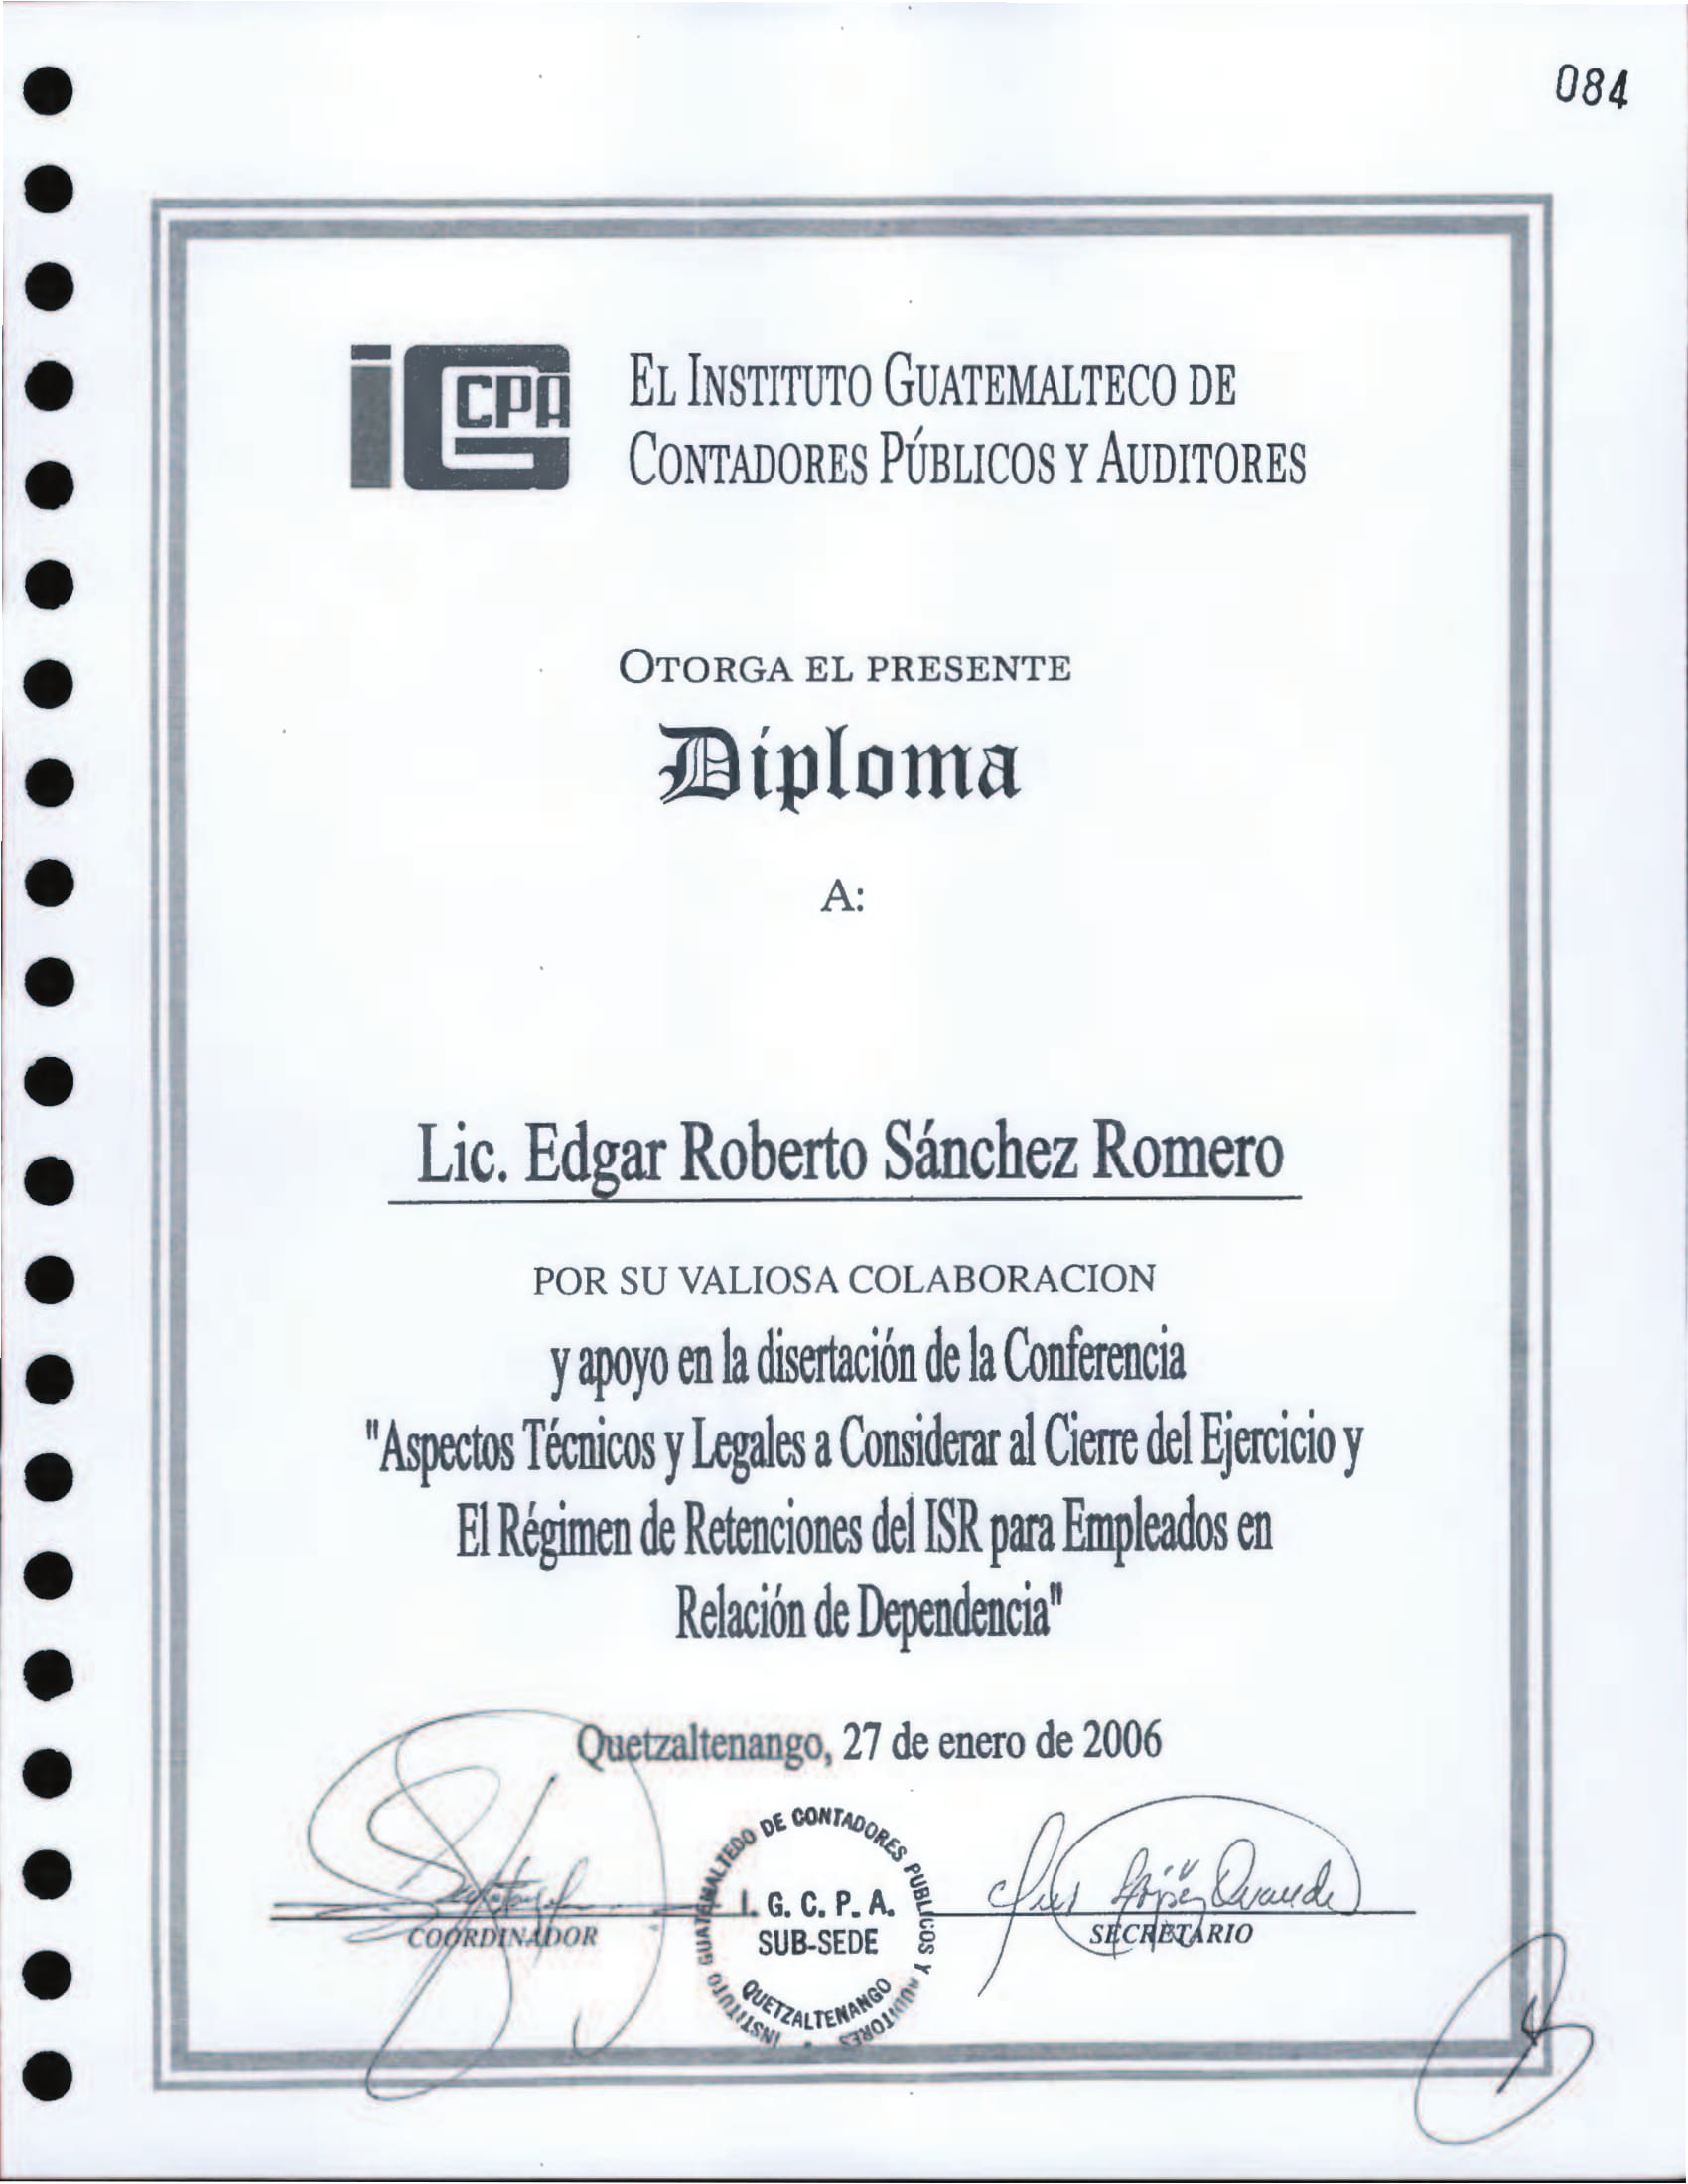 084
iG CPA
EL INSTITUTO GUATEMALTECO DE
CONTADORES PÚBLICOS Y AUDITORES
OTORGA EL PRESENTE
Diploma
A:
Lic. Edgar Roberto Sánchez Romero
POR SU VALIOSA COLABORACION
y apoyo en la disertación de la Conferencia
"Aspectos Técnicos y Legales a Considerar al Cierre del Ejercicio y
El Régimen de Retenciones del ISR para Empleados en
Relación de Dependencia"
Quetzaltenango, 27 de enero de 2006
INSTITUTO GUATEMALTEDO DE CONTADORES PUBLICOS Y AUDITORES
I. G. C. P. A.
SUB-SEDE
QUETZALTENANGO
COORDINADOR
SECRETARIO